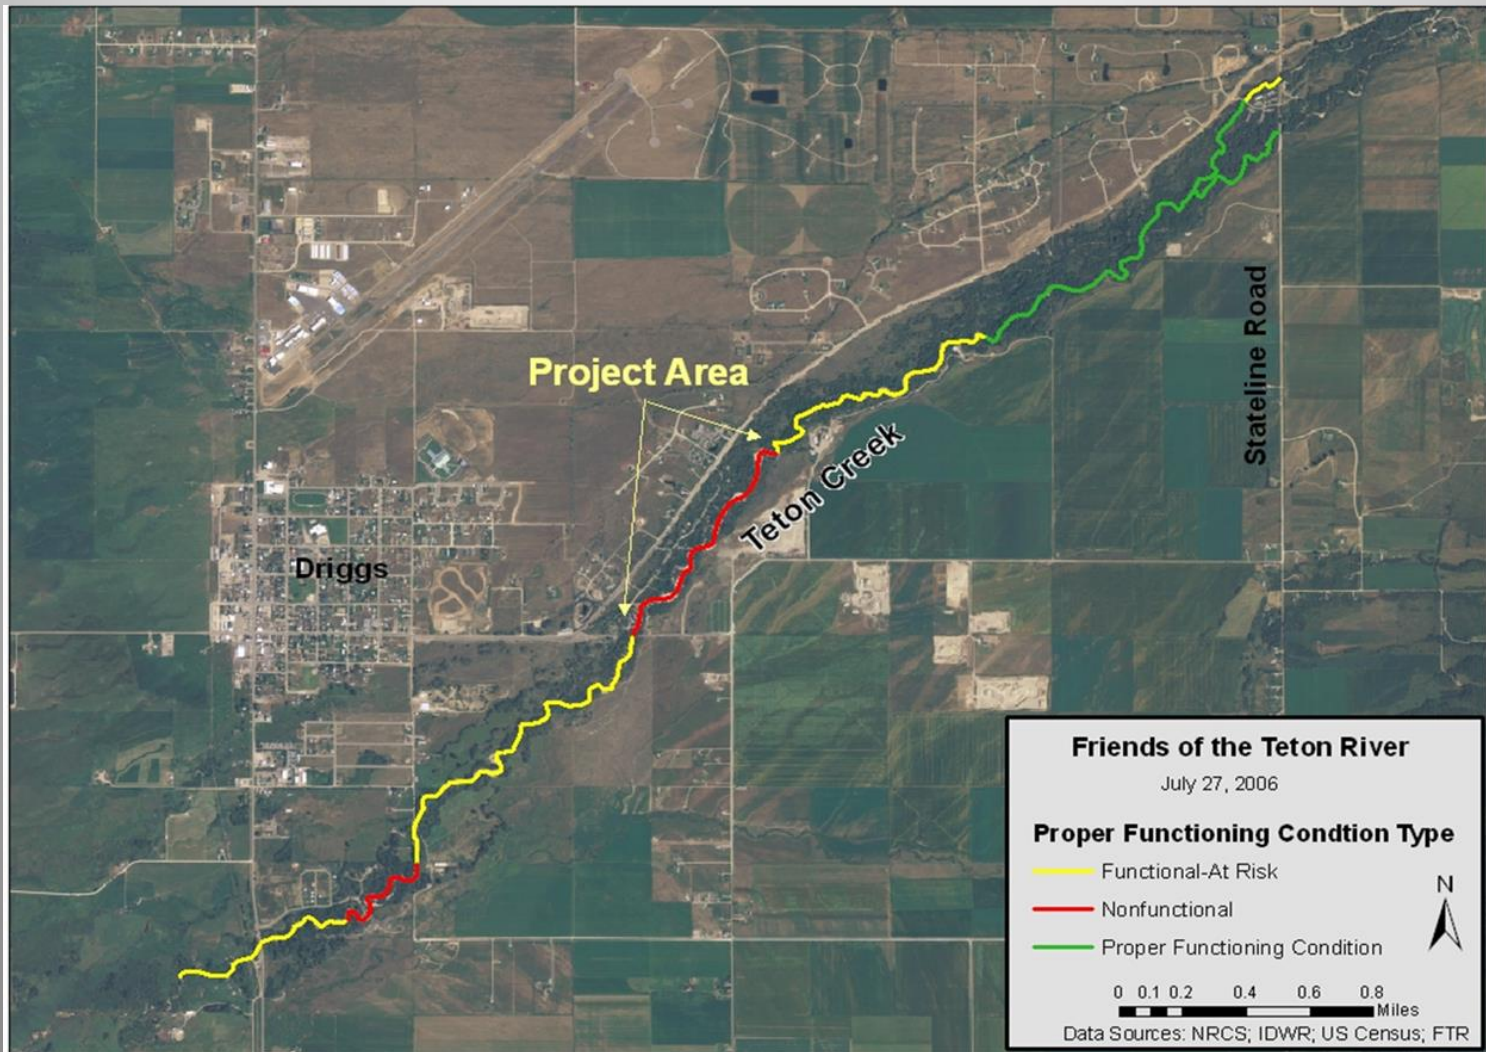 Project Area
Teton Creek
Stateline Road
Driggs
Friends of the Teton River
July 27, 2006
Proper Functioning Condtion Type
Functional-At Risk
Nonfunctional
Proper Functioning Condition
N
0 0.1 0.2 0.4 0.6 0.8
Miles
Data Sources: NRCS; IDWR; US Census; FTR